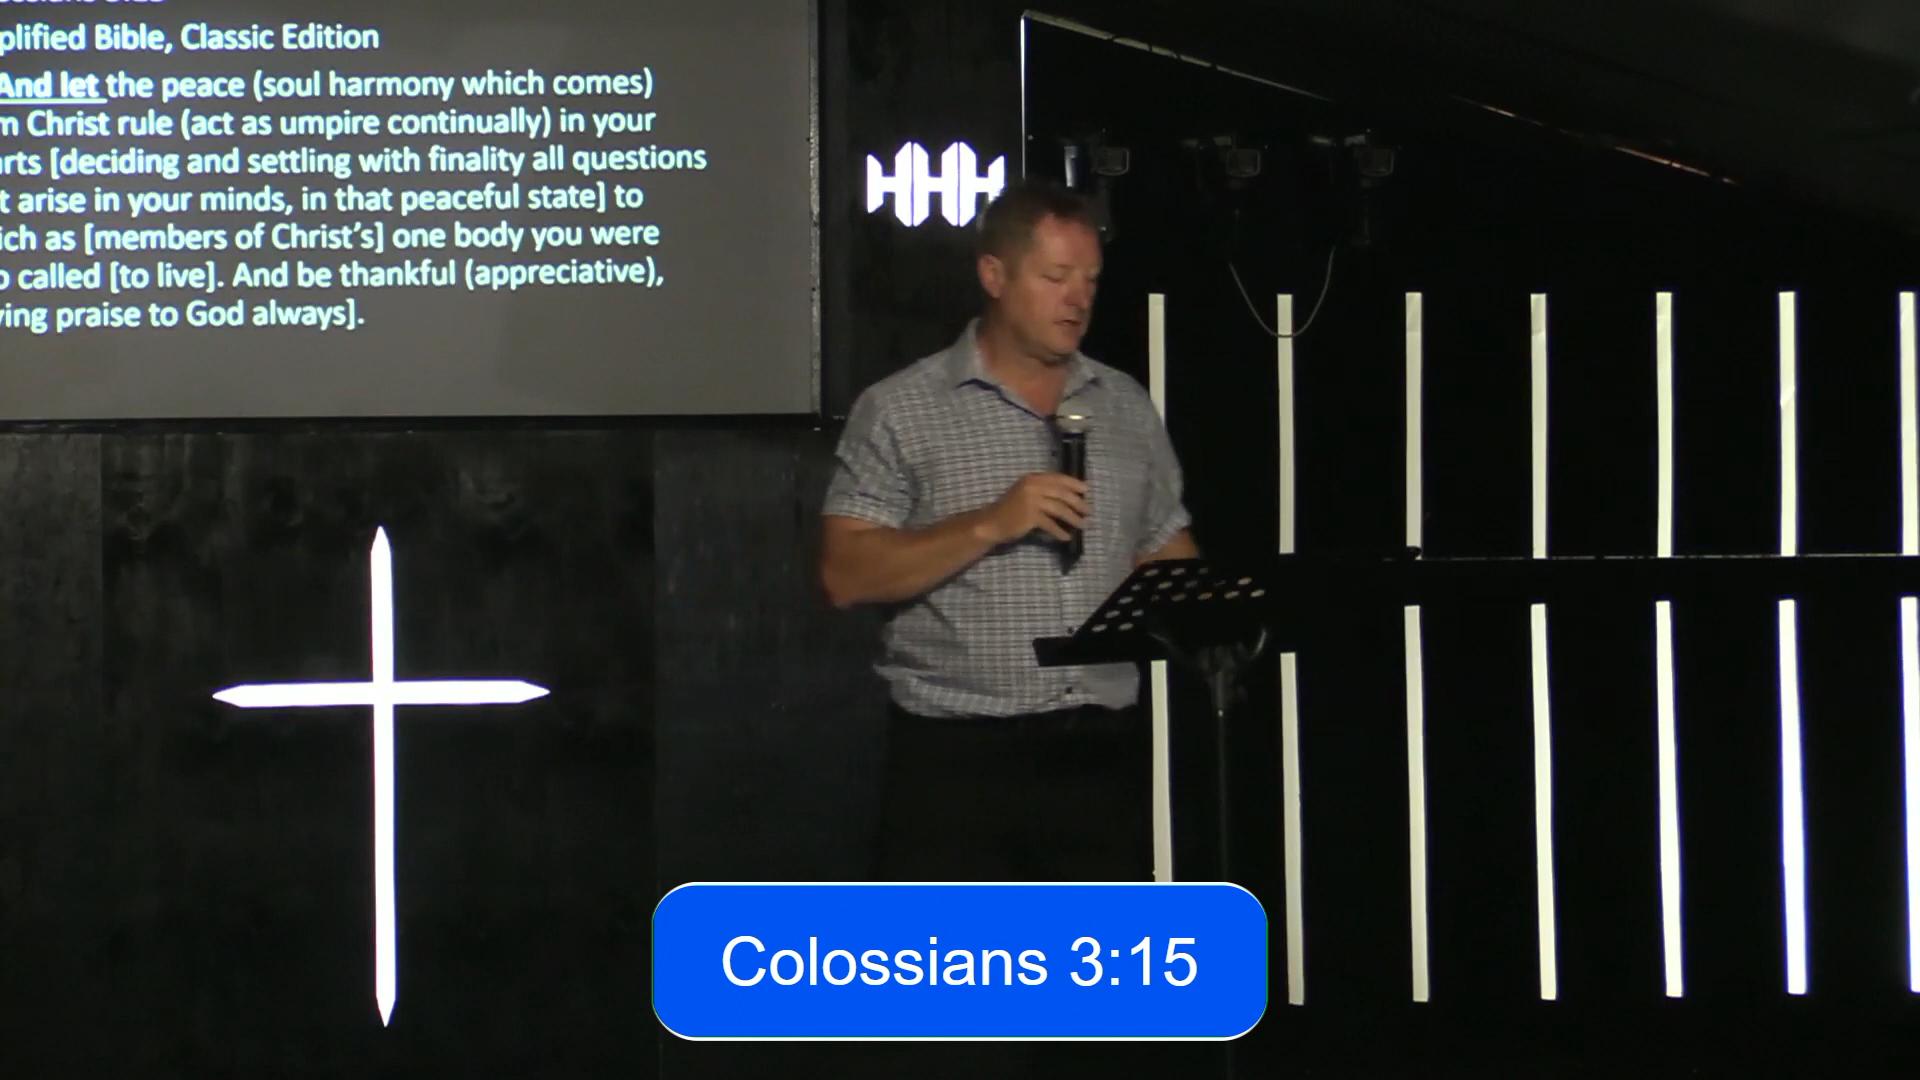 plified Bible, Classic Edition
And let the peace (soul harmony which comes)
m Christ rule (act as umpire continually) in your
arts [deciding and settling with finality all questions
t arise in your minds, in that peaceful state] to
ich as [members of Christ’s] one body you were
o called [to live]. And be thankful (appreciative),
ving praise to God always].
Colossians 3:15